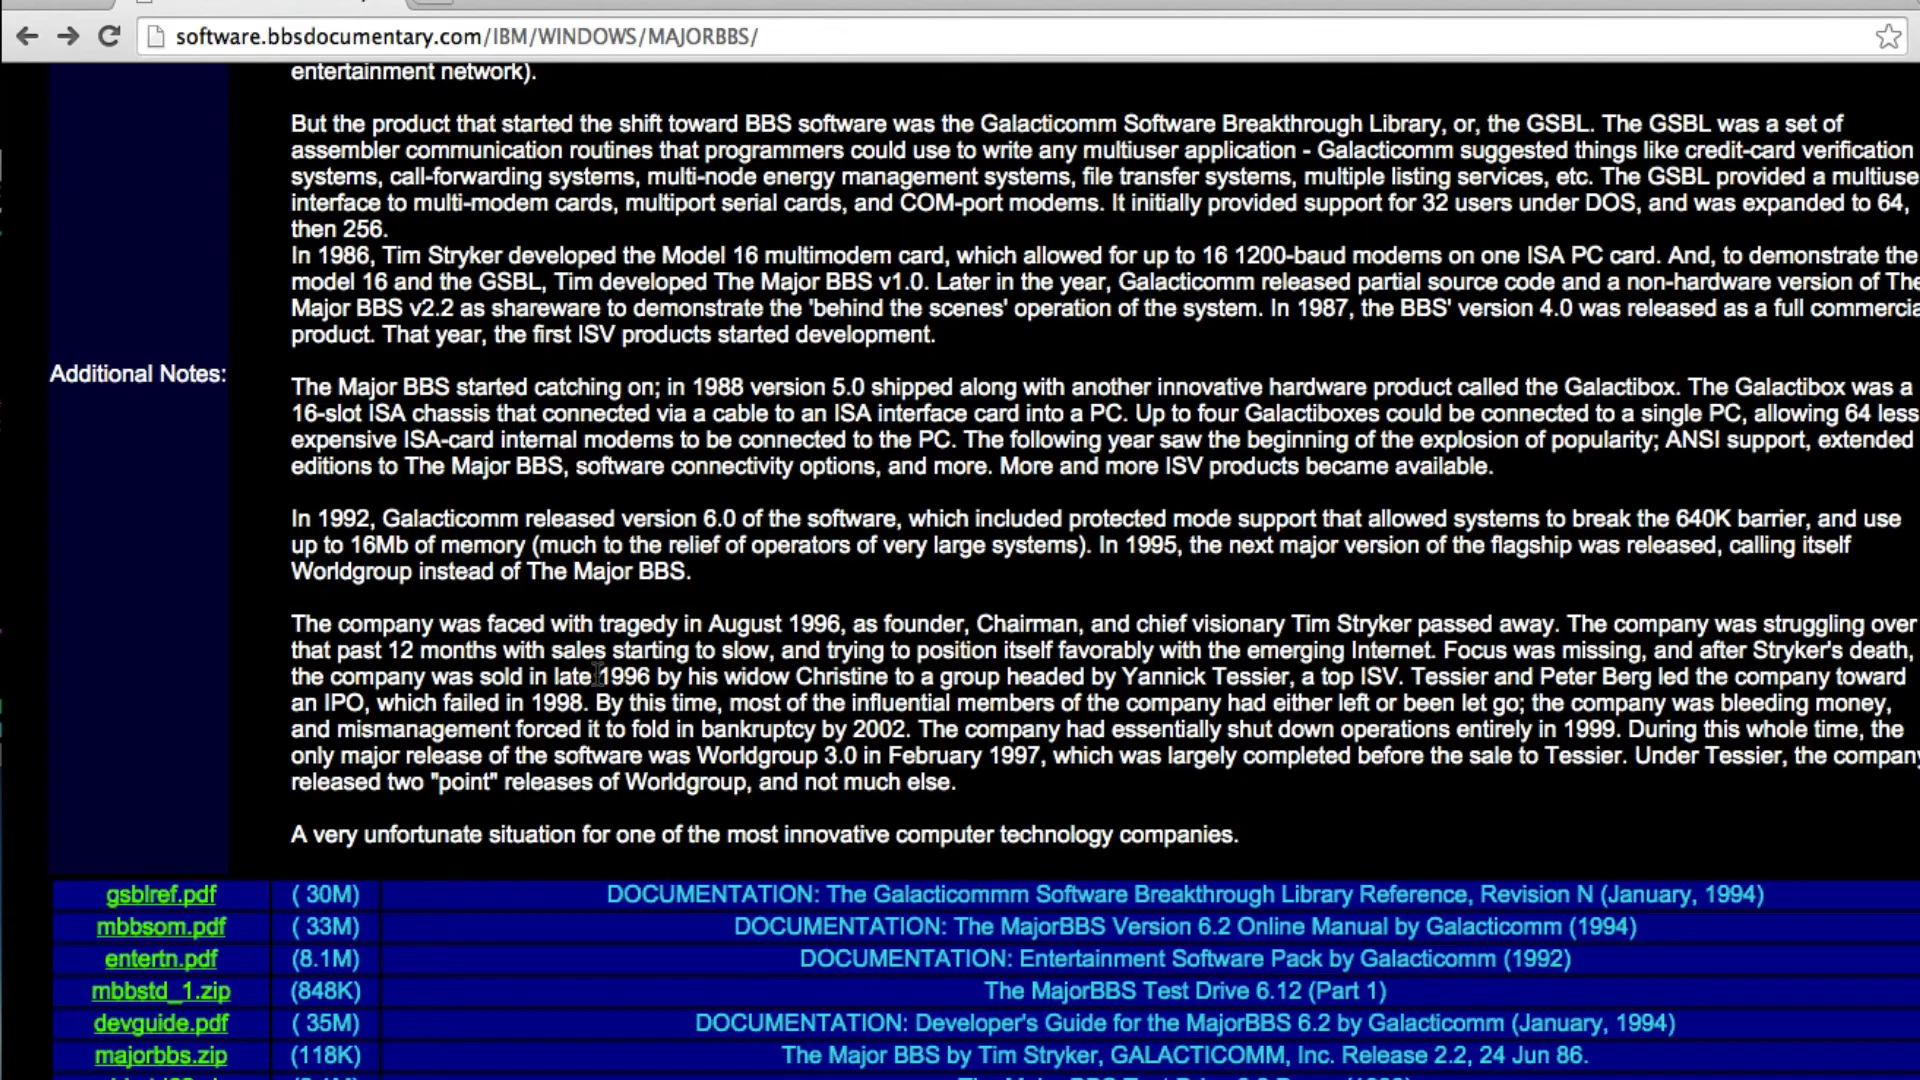 software.bbsdocumentary.com/IBM/WINDOWS/MAJORBBS/
entertainment network).
But the product that started the shift toward BBS software was the Galacticomm Software Breakthrough Library, or, the GSBL. The GSBL was a set of
assembler communication routines that programmers could use to write any multiuser application - Galacticomm suggested things like credit-card verification
systems, call-forwarding systems, multi-node energy management systems, file transfer systems, multiple listing services, etc. The GSBL provided a multiuse
interface to multi-modem cards, multiport serial cards, and COM-port modems. It initially provided support for 32 users under DOS, and was expanded to 64,
then 256.
In 1986, Tim Stryker developed the Model 16 multimodem card, which allowed for up to 16 1200-baud modems on one ISA PC card. And, to demonstrate the
model 16 and the GSBL, Tim developed The Major BBS v1.0. Later in the year, Galacticomm released partial source code and a non-hardware version of The
Major BBS v2.2 as shareware to demonstrate the 'behind the scenes' operation of the system. In 1987, the BBS' version 4.0 was released as a full commercia
product. That year, the first ISV products started development.
Additional Notes:
The Major BBS started catching on; in 1988 version 5.0 shipped along with another innovative hardware product called the Galactibox. The Galactibox was a
16-slot ISA chassis that connected via a cable to an ISA interface card into a PC. Up to four Galactiboxes could be connected to a single PC, allowing 64 less
expensive ISA-card internal modems to be connected to the PC. The following year saw the beginning of the explosion of popularity; ANSI support, extended
editions to The Major BBS, software connectivity options, and more. More and more ISV products became available.
In 1992, Galacticomm released version 6.0 of the software, which included protected mode support that allowed systems to break the 640K barrier, and use
up to 16Mb of memory (much to the relief of operators of very large systems). In 1995, the next major version of the flagship was released, calling itself
Worldgroup instead of The Major BBS.
The company was faced with tragedy in August 1996, as founder, Chairman, and chief visionary Tim Stryker passed away. The company was struggling over
that past 12 months with sales starting to slow, and trying to position itself favorably with the emerging Internet. Focus was missing, and after Stryker's death,
the company was sold in late 1996 by his widow Christine to a group headed by Yannick Tessier, a top ISV. Tessier and Peter Berg led the company toward
an IPO, which failed in 1998. By this time, most of the influential members of the company had either left or been let go; the company was bleeding money,
and mismanagement forced it to fold in bankruptcy by 2002. The company had essentially shut down operations entirely in 1999. During this whole time, the
only major release of the software was Worldgroup 3.0 in February 1997, which was largely completed before the sale to Tessier. Under Tessier, the company
released two "point" releases of Worldgroup, and not much else.
A very unfortunate situation for one of the most innovative computer technology companies.
gsblref.pdf ( 30M) DOCUMENTATION: The Galacticommm Software Breakthrough Library Reference, Revision N (January, 1994)
mbbsom.pdf ( 33M) DOCUMENTATION: The MajorBBS Version 6.2 Online Manual by Galacticomm (1994)
entertn.pdf (8.1M) DOCUMENTATION: Entertainment Software Pack by Galacticomm (1992)
mbbstd_1.zip (848K) The MajorBBS Test Drive 6.12 (Part 1)
devguide.pdf ( 35M) DOCUMENTATION: Developer's Guide for the MajorBBS 6.2 by Galacticomm (January, 1994)
majorbbs.zip (118K) The Major BBS by Tim Stryker, GALACTICOMM, Inc. Release 2.2, 24 Jun 86.